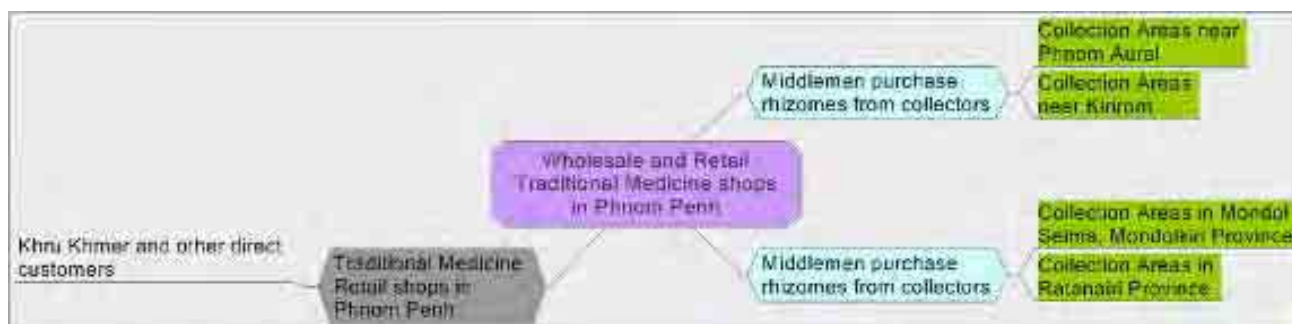 Collection Areas near
Phnom Aural
Middlemen purchase
rhizomes from collectors
Collection Areas
near Kirirom
Wholesale and Retail
Traditional Medicine shops
in Phnom Penh
Collection Areas in Mondol
Seima, Mondolkiri Province
Khru Khmer and other direct
customers
Traditional Medicine
Retail shops in
Phnom Penh
Middlemen purchase
rhizomes from collectors
Collection Areas in
Ratanairi Province